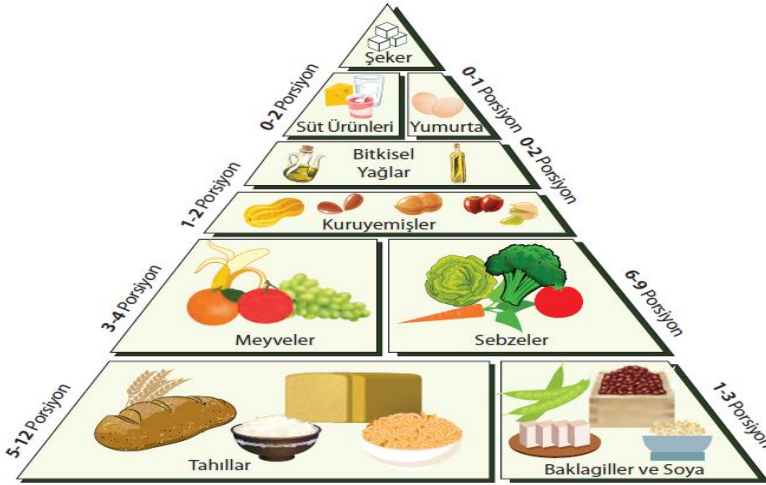 Şeker
0-2 Porsiyon
Süt Ürünleri
Yumurta
0-1 Porsiyon
Bitkisel
Yağlar
0-2 Porsiyon
1-2 Porsiyon
Kuruyemişler
3-4 Porsiyon
Meyveler
Sebzeler
6-9 Porsiyon
5-12 Porsiyon
Tahıllar
Baklagiller ve Soya
1-3 Porsiyon